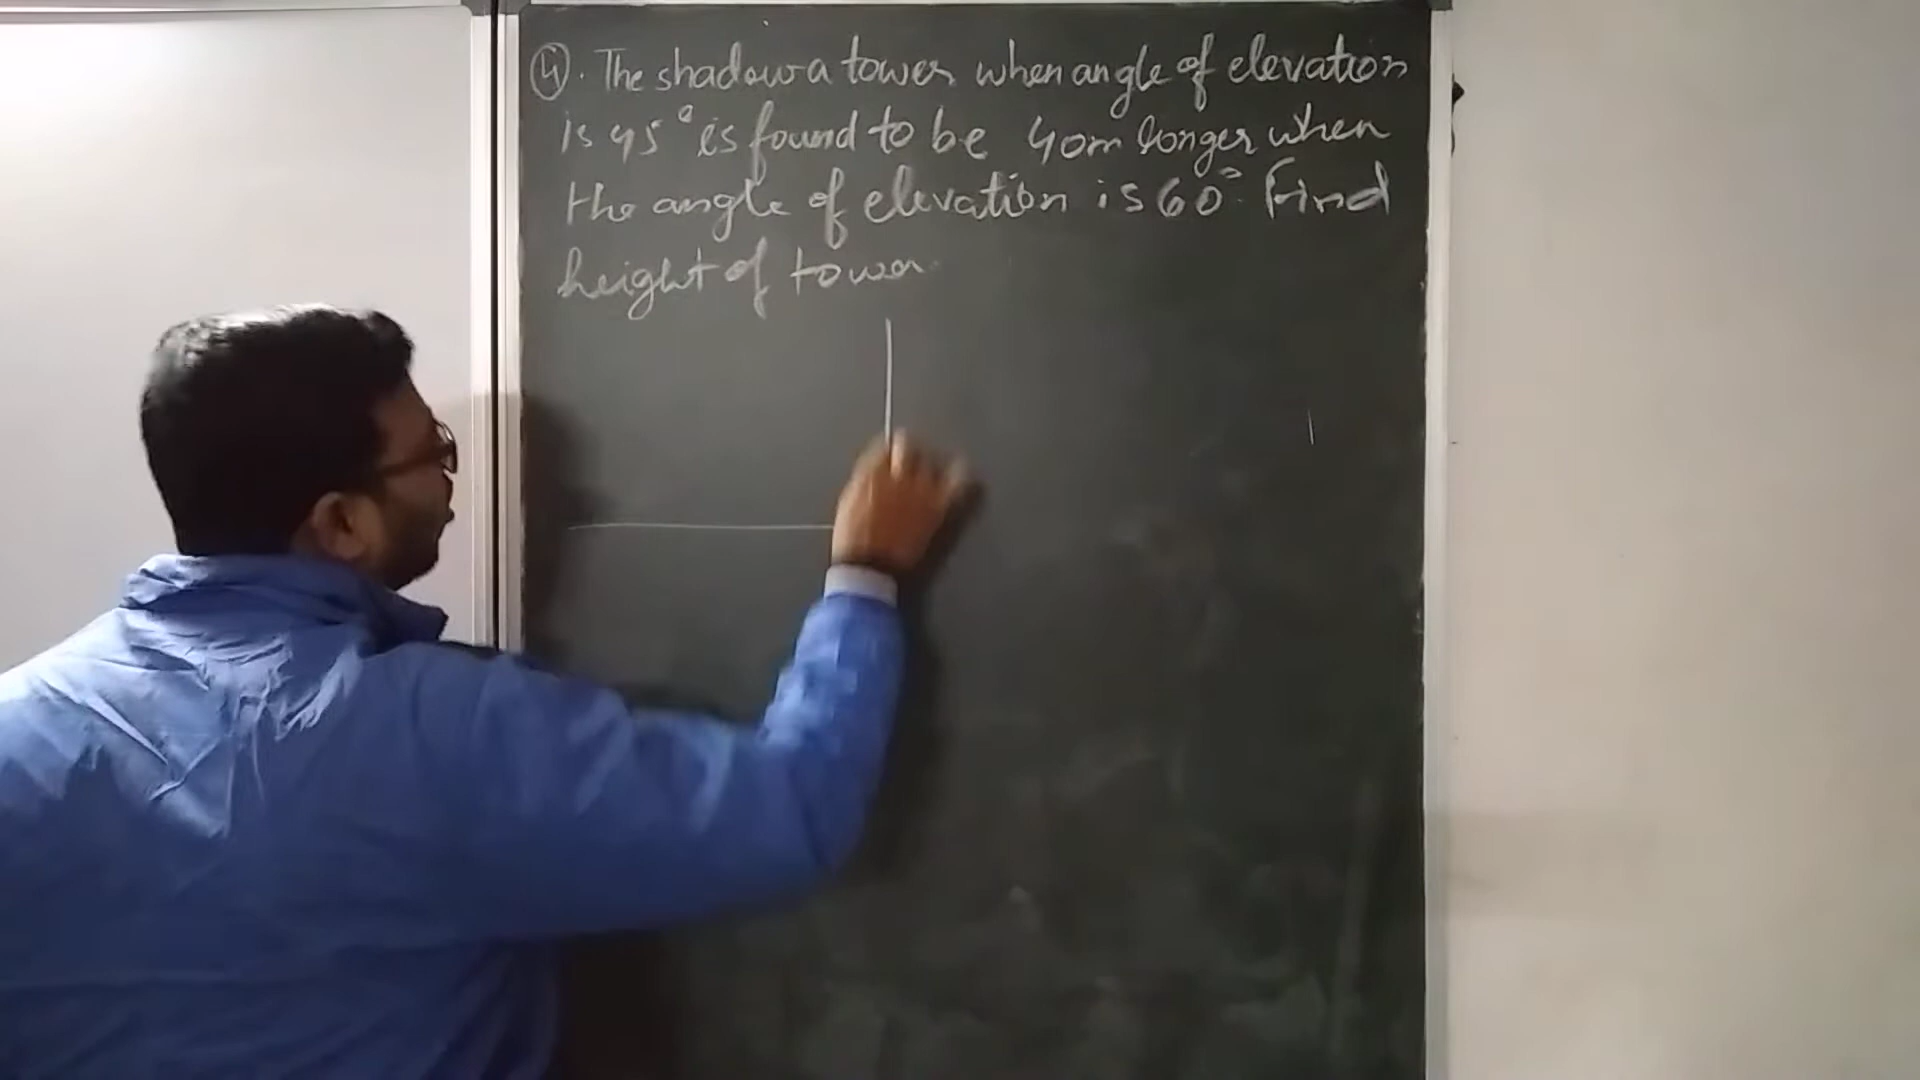 ④. The shadow a tower when angle of elevation
is 45° is found to be 40m longer when
the angle of elevation is 60°. Find
height of tower.